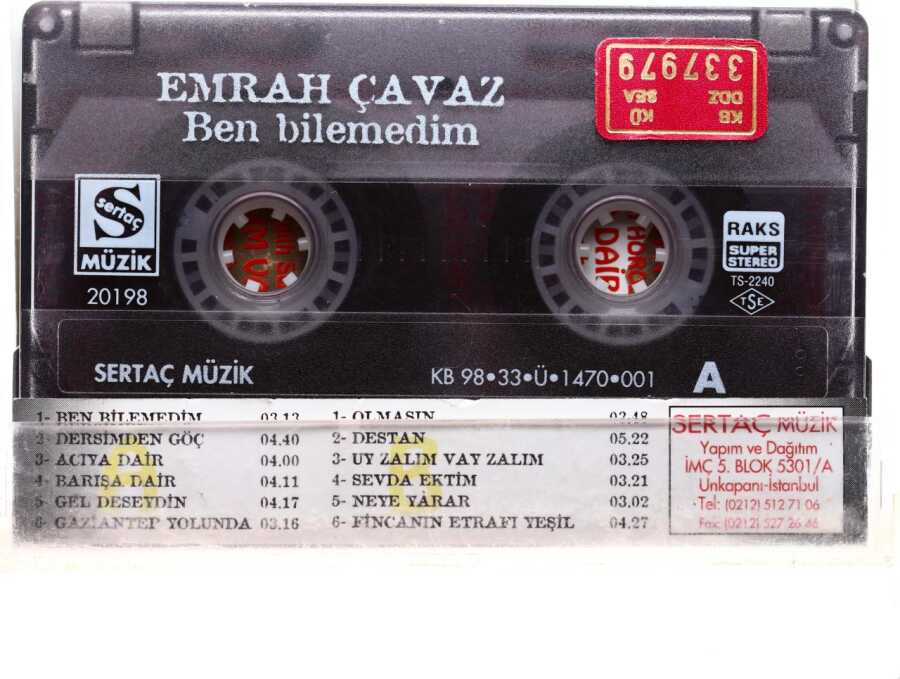 EMRAH ÇAVAZ
Ben bilemedim
337979
KB KÜ
DDZ SEA
S
sertaç
MÜZİK
20198
RAKS
SUPER
STEREO
TS-2240
TSE
DAİR
SERTAÇ MÜZİK
KB 98•33•Ü•1470•001
A
1- BEN BİLEMEDİM 03.13
2- DERSİMDEN GÖÇ 04.40
3- ACIYA DAİR 04.00
4- BARIŞA DAİR 04.11
5- GEL DESEYDİN 04.17
6- GAZİANTEP YOLUNDA 03.16
1- OLMASIN 02.48
2- DESTAN 05.22
3- UY ZALIM VAY ZALIM 03.25
4- SEVDA EKTİM 03.21
5- NEYE YARAR 03.02
6- FİNCANIN ETRAFI YEŞİL 04.27
A
B
SERTAÇ MÜZİK
Yapım ve Dağıtım
İMÇ 5. BLOK 5301/A
Unkapanı-İstanbul
Tel: (0212) 512 71 06
Fax: (0212) 527 26 48